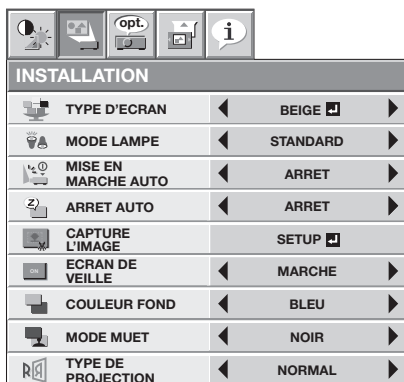 opt.
i
INSTALLATION
TYPE D'ECRAN BEIGE
MODE LAMPE STANDARD
MISE EN
MARCHE AUTO ARRET
ARRET AUTO ARRET
CAPTURE
L'IMAGE SETUP
ECRAN DE
VEILLE MARCHE
COULEUR FOND BLEU
MODE MUET NOIR
TYPE DE
PROJECTION NORMAL